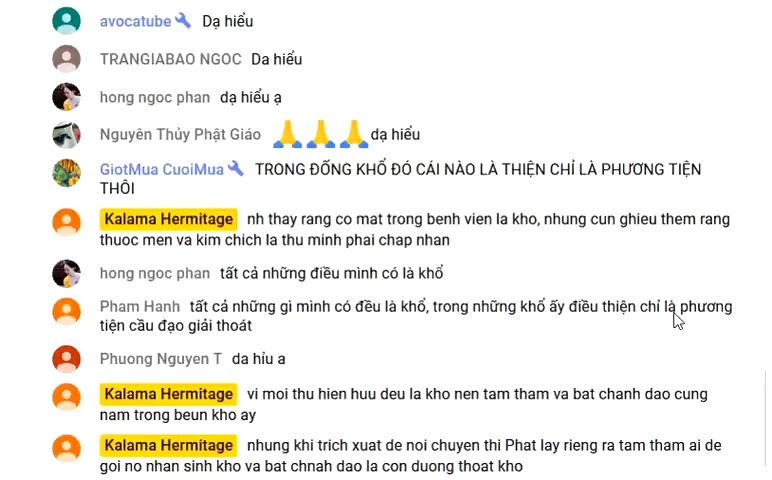 avocatube Dạ hiểu
TRANGIABAO NGOC Da hiểu
hong ngoc phan dạ hiểu ạ
Nguyên Thủy Phật Giáo 🙏🙏🙏 dạ hiểu
GiotMua CuoiMua TRONG ĐỐNG KHỔ ĐÓ CÁI NÀO LÀ THIỆN CHỈ LÀ PHƯƠNG TIỆN
THÔI
Kalama Hermitage nh thay rang co mat trong benh vien la kho, nhung cun ghieu them rang
thuoc men va kim chich la thu minh phai chap nhan
hong ngoc phan tất cả những điều mình có là khổ
Pham Hanh tất cả những gì mình có đều là khổ, trong những khổ ấy điều thiện chỉ là phương
tiện cầu đạo giải thoát
Phuong Nguyen T da hỉu a
Kalama Hermitage vi moi thu hien huu deu la kho nen tam tham va bat chanh dao cung
nam trong beun kho ay
Kalama Hermitage nhung khi trich xuat de noi chuyen thi Phat lay rieng ra tam tham ai de
goi no nhan sinh kho va bat chnah dao la con duong thoat kho